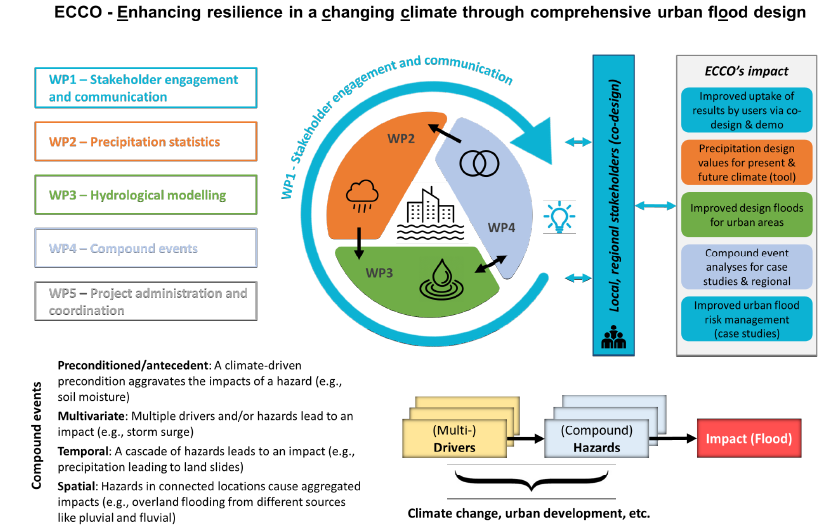 ECCO - Enhancing resilience in a changing climate through comprehensive urban flood design
WP1 – Stakeholder engagement
and communication
WP2 – Precipitation statistics
WP3 – Hydrological modelling
WP4 – Compound events
WP5 – Project administration and
coordination
WP1 - Stakeholder engagement and communication
WP2
WP4
WP3
Local, regional stakeholders (co-design)
ECCO's impact
Improved uptake of
results by users via co-
design & demo
Precipitation design
values for present &
future climate (tool)
Improved design floods
for urban areas
Compound event
analyses for case
studies & regional
Improved urban flood
risk management
(case studies)
Compound events
Preconditioned/antecedent: A climate-driven
precondition aggravates the impacts of a hazard (e.g.,
soil moisture)
Multivariate: Multiple drivers and/or hazards lead to an
impact (e.g., storm surge)
Temporal: A cascade of hazards leads to an impact (e.g.,
precipitation leading to land slides)
Spatial: Hazards in connected locations cause aggregated
impacts (e.g., overland flooding from different sources
like pluvial and fluvial)
(Multi-)
Drivers
(Compound)
Hazards
Impact (Flood)
Climate change, urban development, etc.